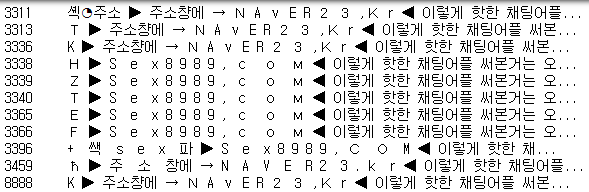 3311 섹◔주소 ▶ 주소창에 → N A v E R 2 3 , K r ◀ 이렇게 핫한 채팅어플...
3313 T ▶ 주소창에 → N A v E R 2 3 , K r ◀ 이렇게 핫한 채팅어플 써본...
3336 K ▶ 주소창에 → N A v E R 2 3 , K r ◀ 이렇게 핫한 채팅어플 써본...
3338 H ▶ S e x 8 9 8 9 , c o м ◀ 이렇게 핫한 채팅어플 써본거는 오...
3339 Z ▶ S e x 8 9 8 9 , c o м ◀ 이렇게 핫한 채팅어플 써본거는 오...
3340 T ▶ S e x 8 9 8 9 , c o м ◀ 이렇게 핫한 채팅어플 써본거는 오...
3365 E ▶ S e x 8 9 8 9 , c o м ◀ 이렇게 핫한 채팅어플 써본거는 오...
3366 F ▶ S e x 8 9 8 9 , c o м ◀ 이렇게 핫한 채팅어플 써본거는 오...
3396 + 쌕 s e x 파 ▶ S e x 8 9 8 9 , C O M ◀ 이렇게 핫한 채...
3459 ћ ▶ 주 소 창에 → N A V E R 2 3 . k r ◀ 이렇게 핫한 채팅어플...
8888 K ▶ 주소창에 → N A v E R 2 3 , K r ◀ 이렇게 핫한 채팅어플 써본...